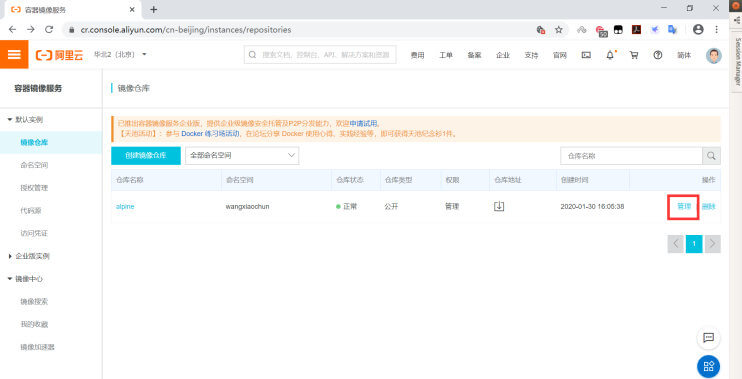 容器镜像服务
cr.console.aliyun.com/cn-beijing/instances/repositories
阿里云
华北2（北京）
搜索文档、控制台、API、解决方案和资源
费用 工单 备案 企业 支持 官网 简体
容器镜像服务
镜像仓库
默认实例
镜像仓库
命名空间
授权管理
代码源
访问凭证
企业版实例
镜像中心
镜像搜索
我的收藏
镜像加速器
已推出容器镜像服务企业版，提供企业级镜像安全托管及P2P分发能力，欢迎申请试用。
【天池活动】：参与 Docker 练习场活动，在论坛分享 Docker 使用心得、实践经验等，即可获得天池纪念衫1件。
创建镜像仓库 全部命名空间 仓库名称
仓库名称 命名空间 仓库状态 仓库类型 权限 仓库地址 创建时间 操作
alpine wangxiaochun 正常 公开 管理 2020-01-30 16:05:38 管理 删除
1
Session Manager